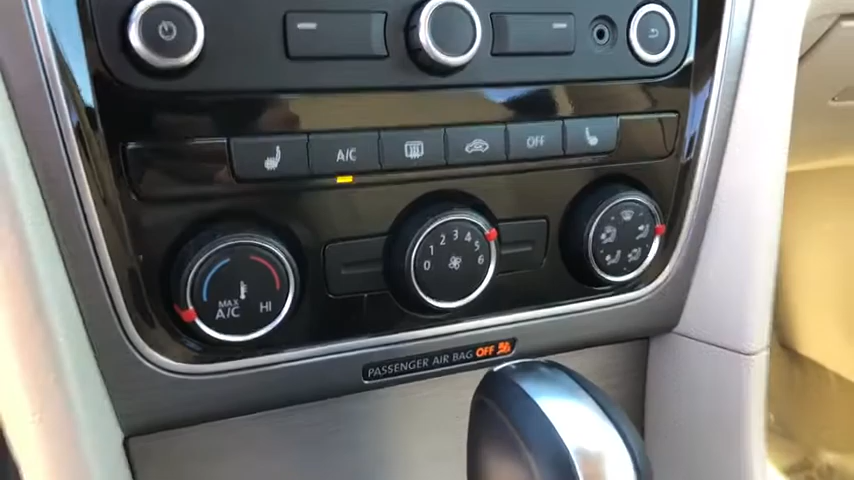 A/C OFF
0 1 2 3 4 5 6
MAX
A/C HI
PASSENGER AIR BAG OFF